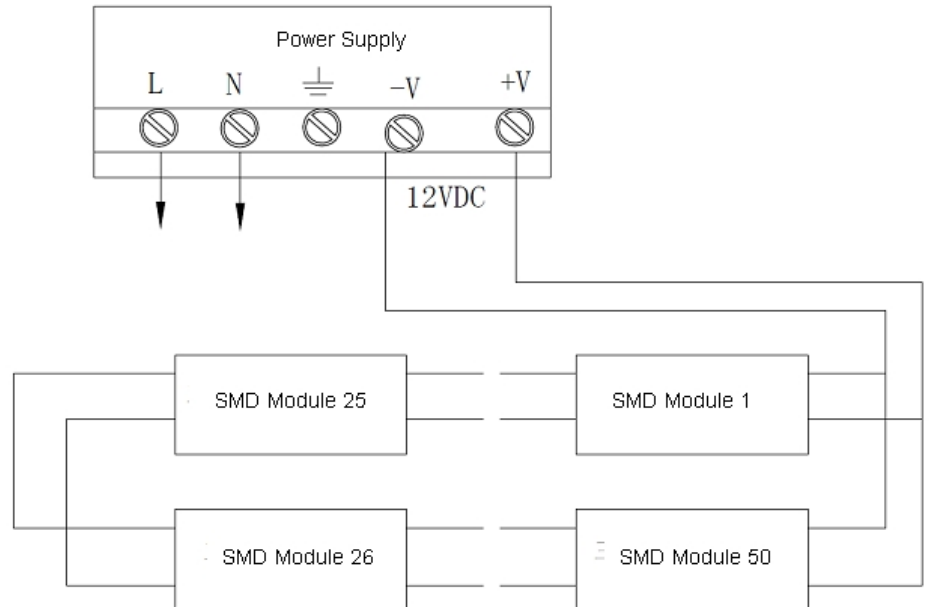 Power Supply
L N -V +V
12VDC
SMD Module 25 SMD Module 1
SMD Module 26 SMD Module 50